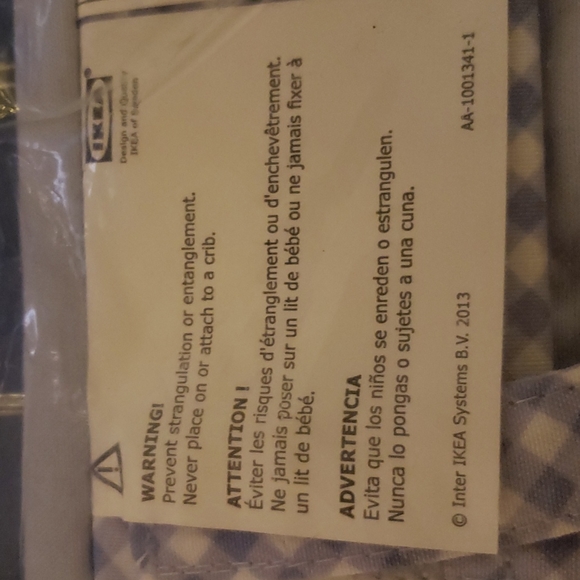 IKEA®
Design and Quality
IKEA of Sweden
WARNING!
Prevent strangulation or entanglement.
Never place on or attach to a crib.
ATTENTION !
Éviter les risques d'étranglement ou d'enchevêtrement.
Ne jamais poser sur un lit de bébé ou ne jamais fixer à
un lit de bébé.
ADVERTENCIA
Evita que los niños se enreden o estrangulen.
Nunca lo pongas o sujetes a una cuna.
© Inter IKEA Systems B.V. 2013
AA-1001341-1